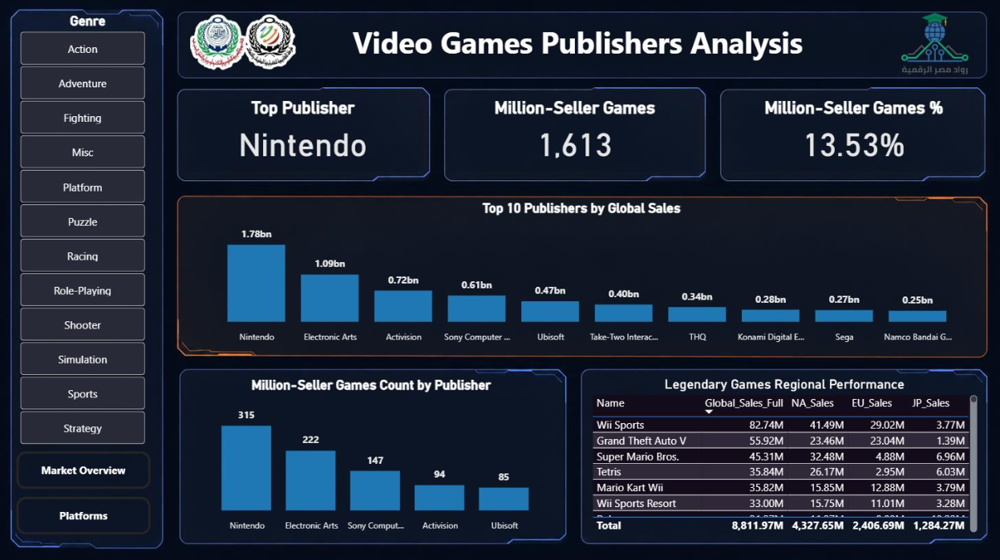 Genre
Action
Adventure
Fighting
Misc
Platform
Puzzle
Racing
Role-Playing
Shooter
Simulation
Sports
Strategy
Market Overview
Platforms
Video Games Publishers Analysis
رواد مصر الرقمية
Top Publisher
Nintendo
Million-Seller Games
1,613
Million-Seller Games %
13.53%
Top 10 Publishers by Global Sales
1.78bn 1.09bn 0.72bn 0.61bn 0.47bn 0.40bn 0.34bn 0.28bn 0.27bn 0.25bn
Nintendo Electronic Arts Activision Sony Computer ... Ubisoft Take-Two Interac... THQ Konami Digital E... Sega Namco Bandai G...
Million-Seller Games Count by Publisher
315 222 147 94 85
Nintendo Electronic Arts Sony Comput... Activision Ubisoft
Legendary Games Regional Performance
Name Global_Sales_Full NA_Sales EU_Sales JP_Sales
Wii Sports 82.74M 41.49M 29.02M 3.77M
Grand Theft Auto V 55.92M 23.46M 23.04M 1.39M
Super Mario Bros. 45.31M 32.48M 4.88M 6.96M
Tetris 35.84M 26.17M 2.95M 6.03M
Mario Kart Wii 35.82M 15.85M 12.88M 3.79M
Wii Sports Resort 33.00M 15.75M 11.01M 3.28M
Total 8,811.97M 4,327.65M 2,406.69M 1,284.27M